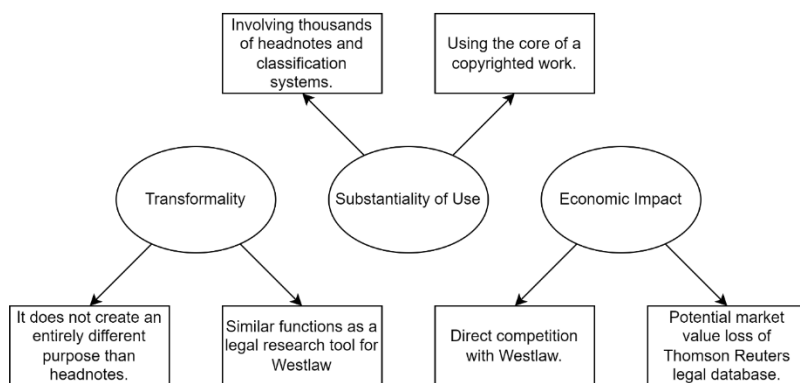 Involving thousands
of headnotes and
classification
systems.
Using the core of a
copyrighted work.
Transformality
Substantiality of Use
Economic Impact
It does not create an
entirely different
purpose than
headnotes.
Similar functions as a
legal research tool for
Westlaw
Direct competition
with Westlaw.
Potential market
value loss of
Thomson Reuters
legal database.